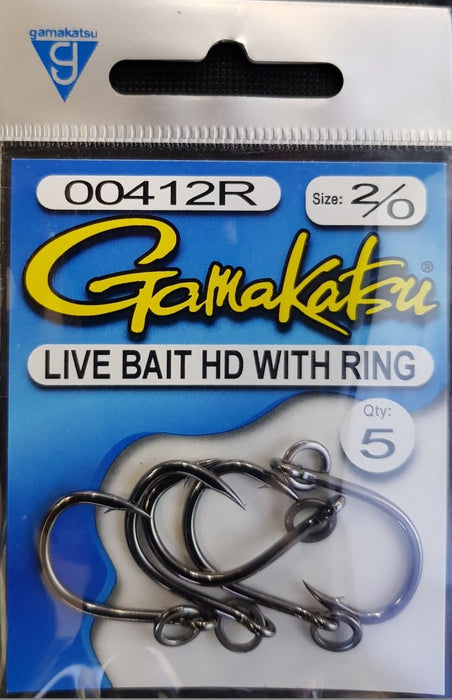 gamakatsu
g
00412R
Size: 2/0
Gamakatsu®
LIVE BAIT HD WITH RING
Qty:
5